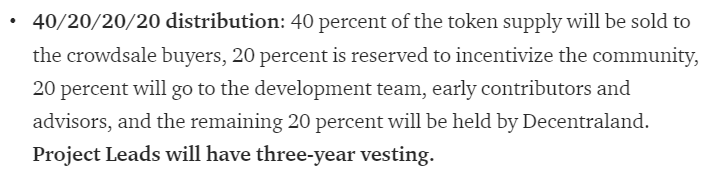 • 40/20/20/20 distribution: 40 percent of the token supply will be sold to
the crowdsale buyers, 20 percent is reserved to incentivize the community,
20 percent will go to the development team, early contributors and
advisors, and the remaining 20 percent will be held by Decentraland.
Project Leads will have three-year vesting.